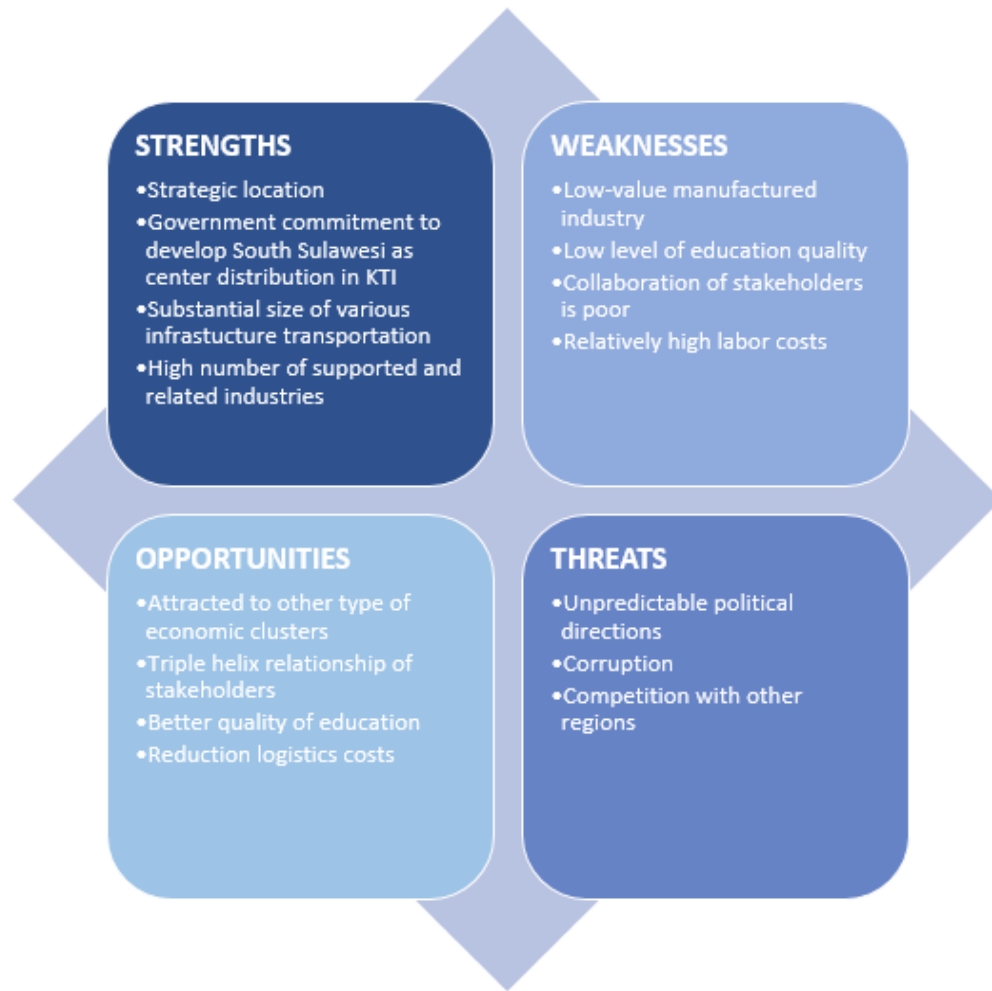 STRENGTHS
•Strategic location
•Government commitment to
develop South Sulawesi as
center distribution in KTI
•Substantial size of various
infrastucture transportation
•High number of supported and
related industries
WEAKNESSES
•Low-value manufactured
industry
•Low level of education quality
•Collaboration of stakeholders
is poor
•Relatively high labor costs
OPPORTUNITIES
•Attracted to other type of
economic clusters
•Triple helix relationship of
stakeholders
•Better quality of education
•Reduction logistics costs
THREATS
•Unpredictable political
directions
•Corruption
•Competition with other
regions